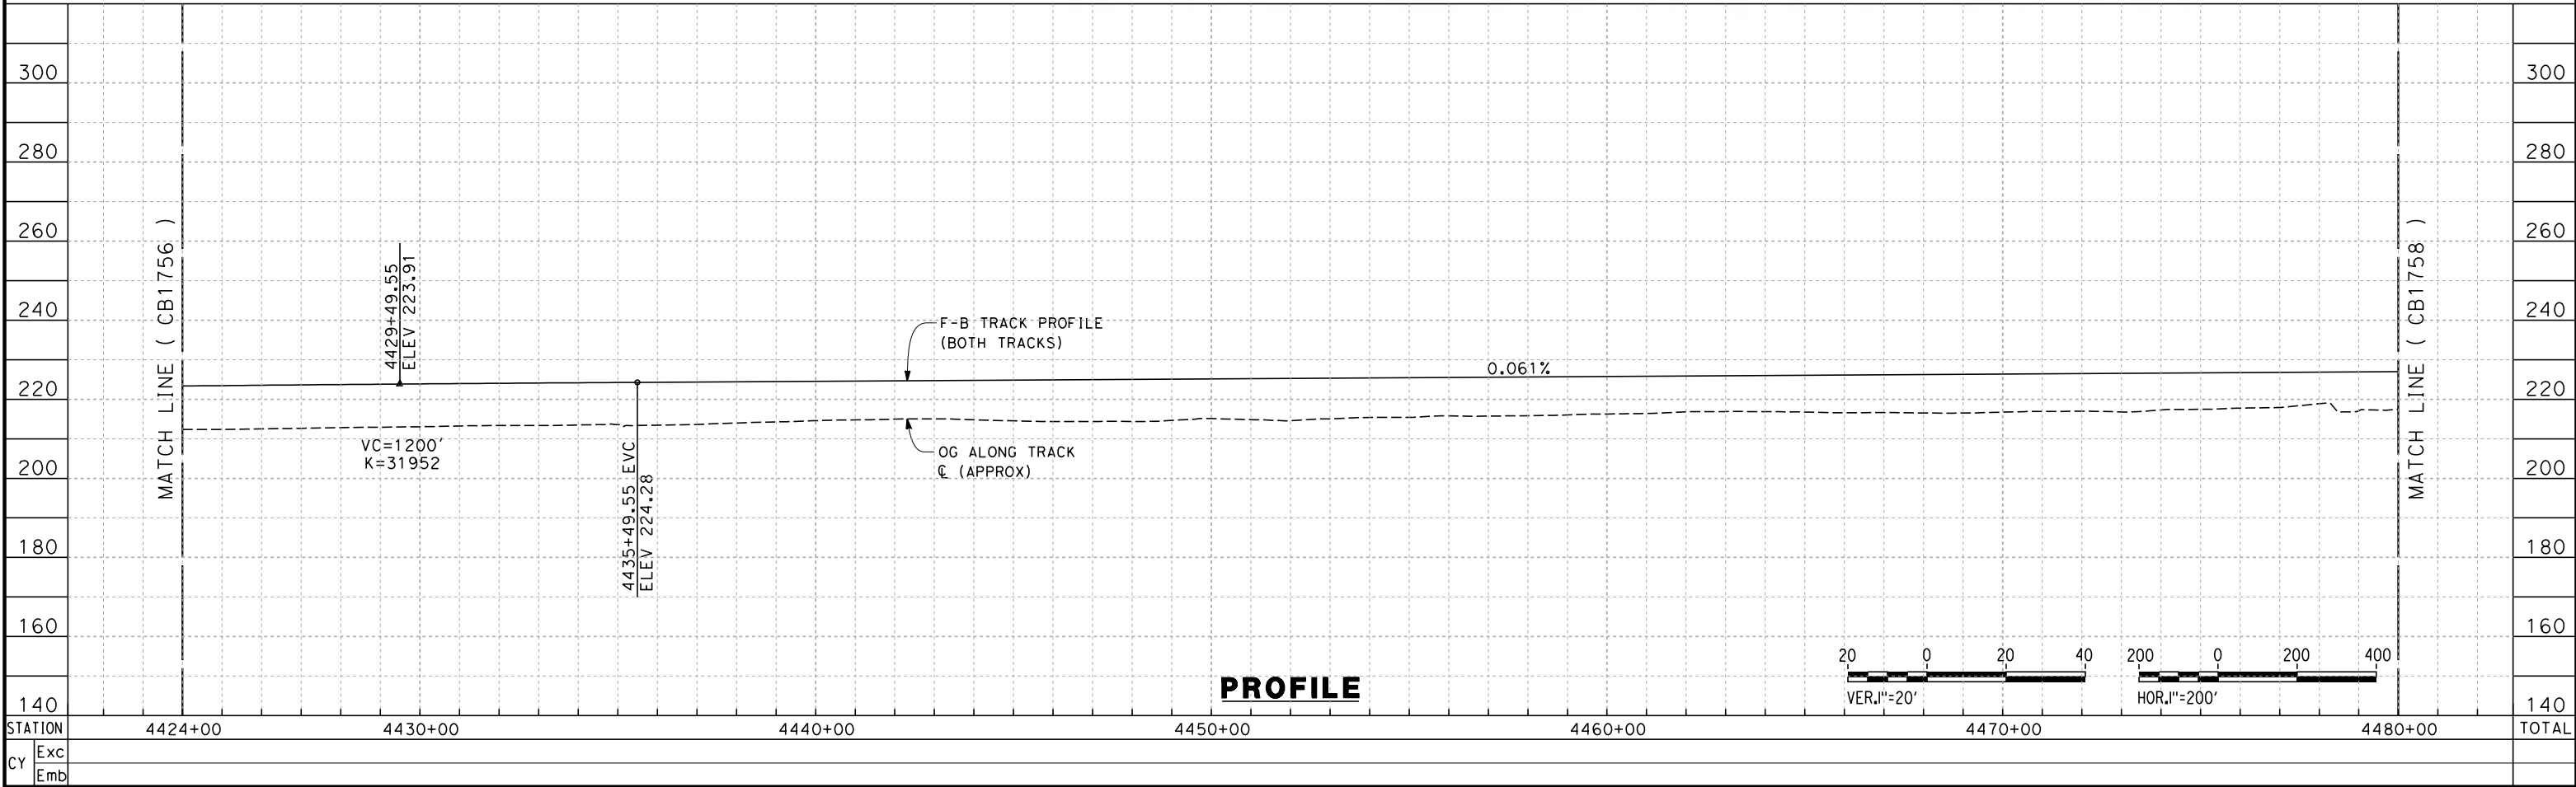 300
300
280
280
260
260
240
240
220
220
200
200
180
180
160
160
140
140
MATCH LINE ( CB1756 )
4429+49.55
ELEV 223.91
VC=1200'
K=31952
4435+49.55 EVC
ELEV 224.28
F-B TRACK PROFILE
(BOTH TRACKS)
OG ALONG TRACK
℄ (APPROX)
0.061%
MATCH LINE ( CB1758 )
PROFILE
20 0 20 40
VER.1"=20'
200 0 200 400
HOR.1"=200'
STATION 4424+00 4430+00 4440+00 4450+00 4460+00 4470+00 4480+00 TOTAL
CY
Exc
Emb